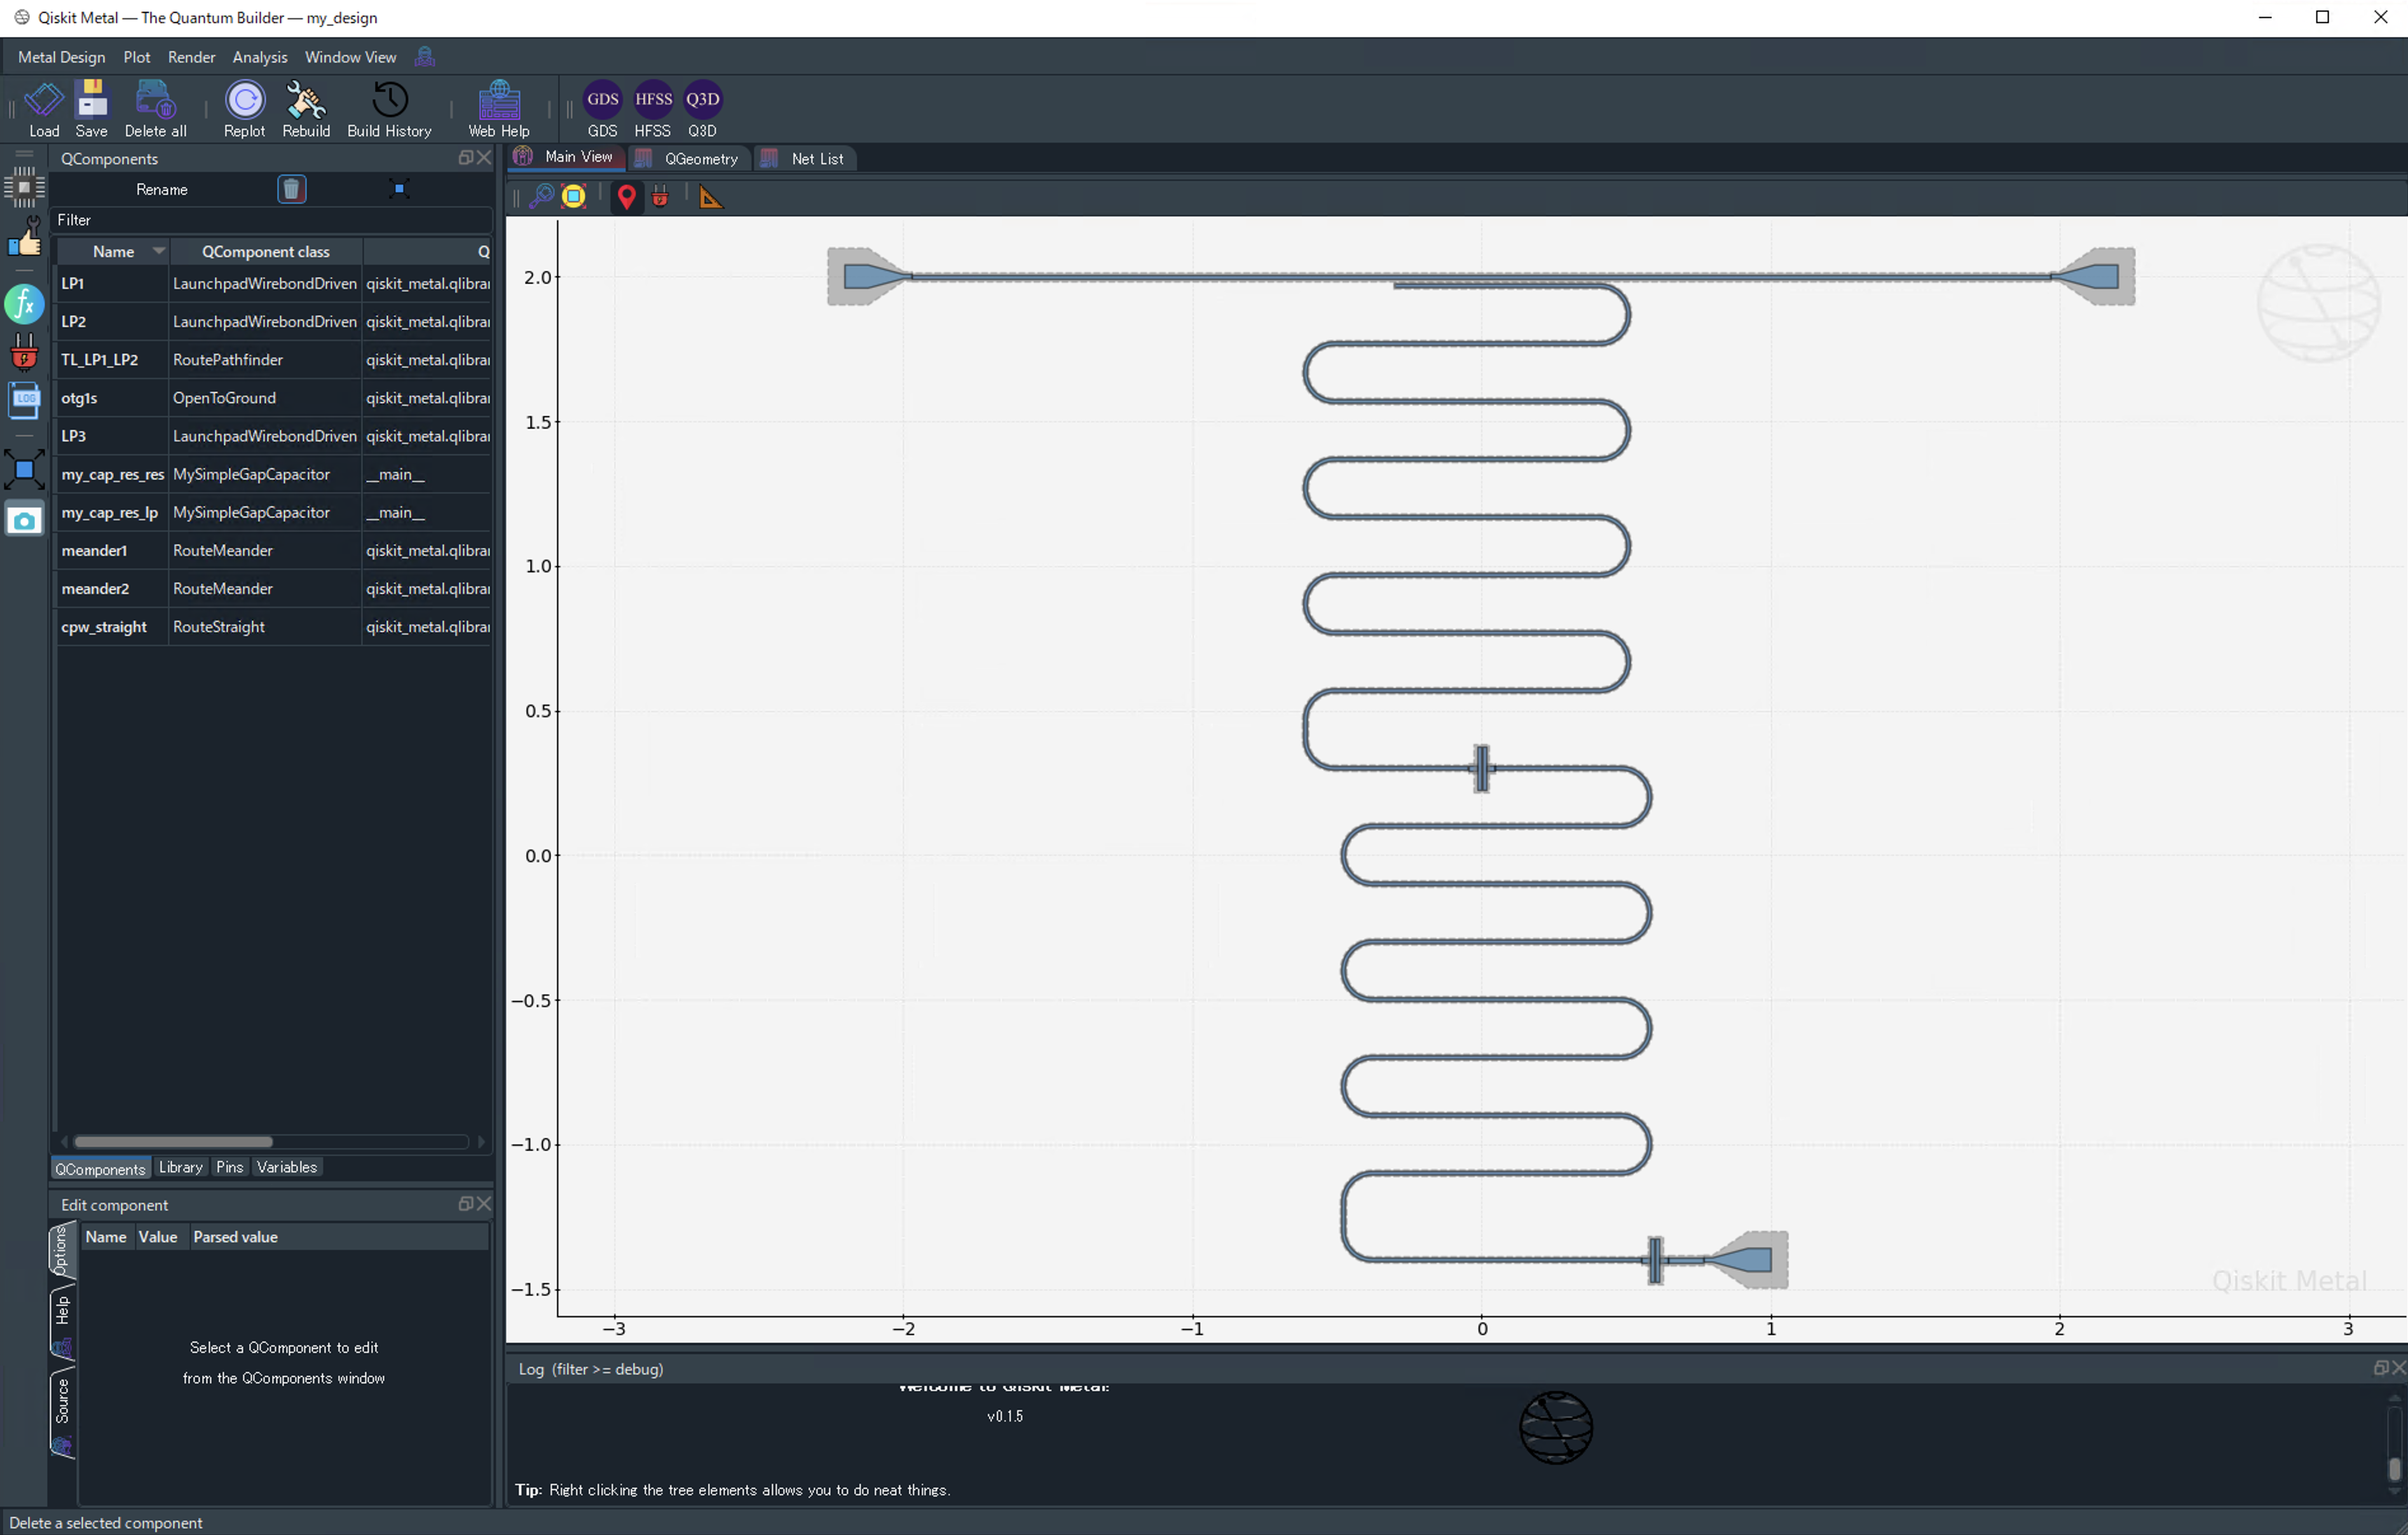 Qiskit Metal — The Quantum Builder — my_design
Metal Design Plot Render Analysis Window View
GDS HFSS Q3D
Load Save Delete all Replot Rebuild Build History Web Help GDS HFSS Q3D
QComponents
Main View QGeometry Net List
Rename
Filter
Name QComponent class Q
LP1 LaunchpadWirebondDriven qiskit_metal.qlibrar
LP2 LaunchpadWirebondDriven qiskit_metal.qlibrar
TL_LP1_LP2 RoutePathfinder qiskit_metal.qlibrar
otg1s OpenToGround qiskit_metal.qlibrar
LP3 LaunchpadWirebondDriven qiskit_metal.qlibrar
my_cap_res_res MySimpleGapCapacitor __main__
my_cap_res_lp MySimpleGapCapacitor __main__
meander1 RouteMeander qiskit_metal.qlibrar
meander2 RouteMeander qiskit_metal.qlibrar
cpw_straight RouteStraight qiskit_metal.qlibrar
fx
LOG
QComponents Library Pins Variables
Edit component
Options
Help
Source
Name Value Parsed value
Select a QComponent to edit
from the QComponents window
2.0
1.5
1.0
0.5
0.0
−0.5
−1.0
−1.5
−3 −2 −1 0 1 2 3
Qiskit Metal
Log (filter >= debug)
Welcome to Qiskit Metal!
v0.1.5
Tip: Right clicking the tree elements allows you to do neat things.
Delete a selected component